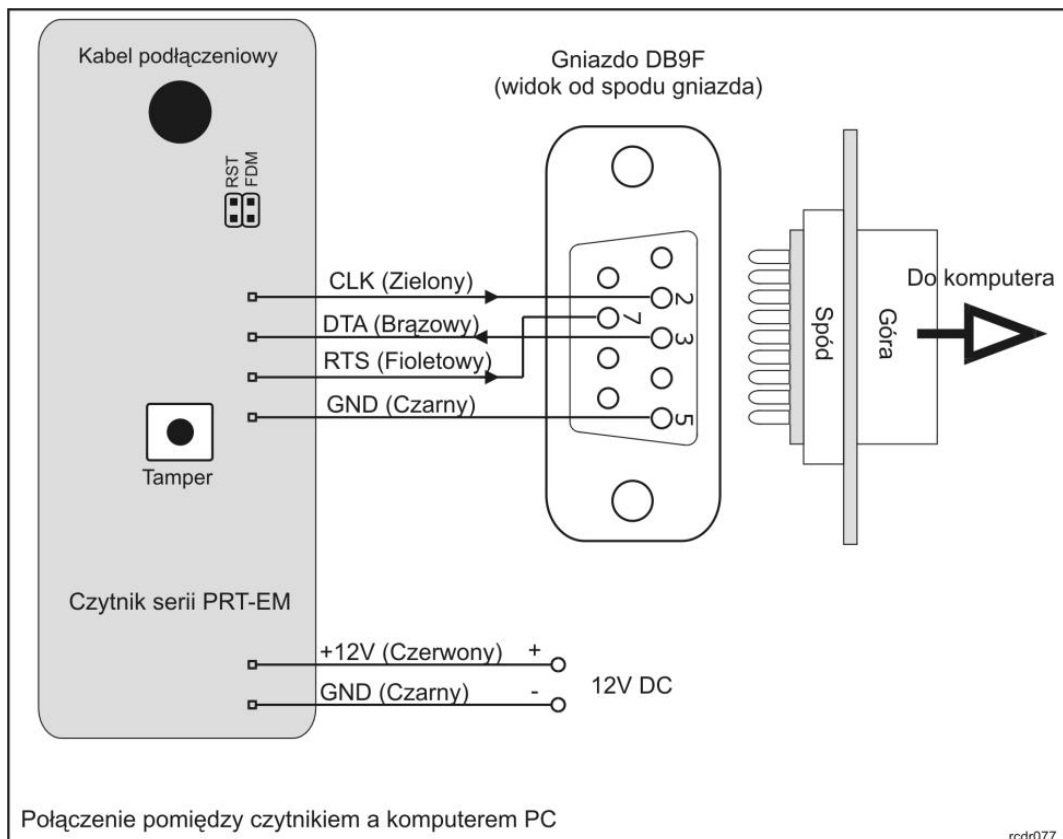 Kabel podłączeniowy
RST
FDM
Gniazdo DB9F
(widok od spodu gniazda)
CLK (Zielony)
DTA (Brązowy)
RTS (Fioletowy)
GND (Czarny)
2
7
3
5
Spód
Góra
Do komputera
Tamper
Czytnik serii PRT-EM
+12V (Czerwony) +
GND (Czarny) -
12V DC
Połączenie pomiędzy czytnikiem a komputerem PC
rcdr077